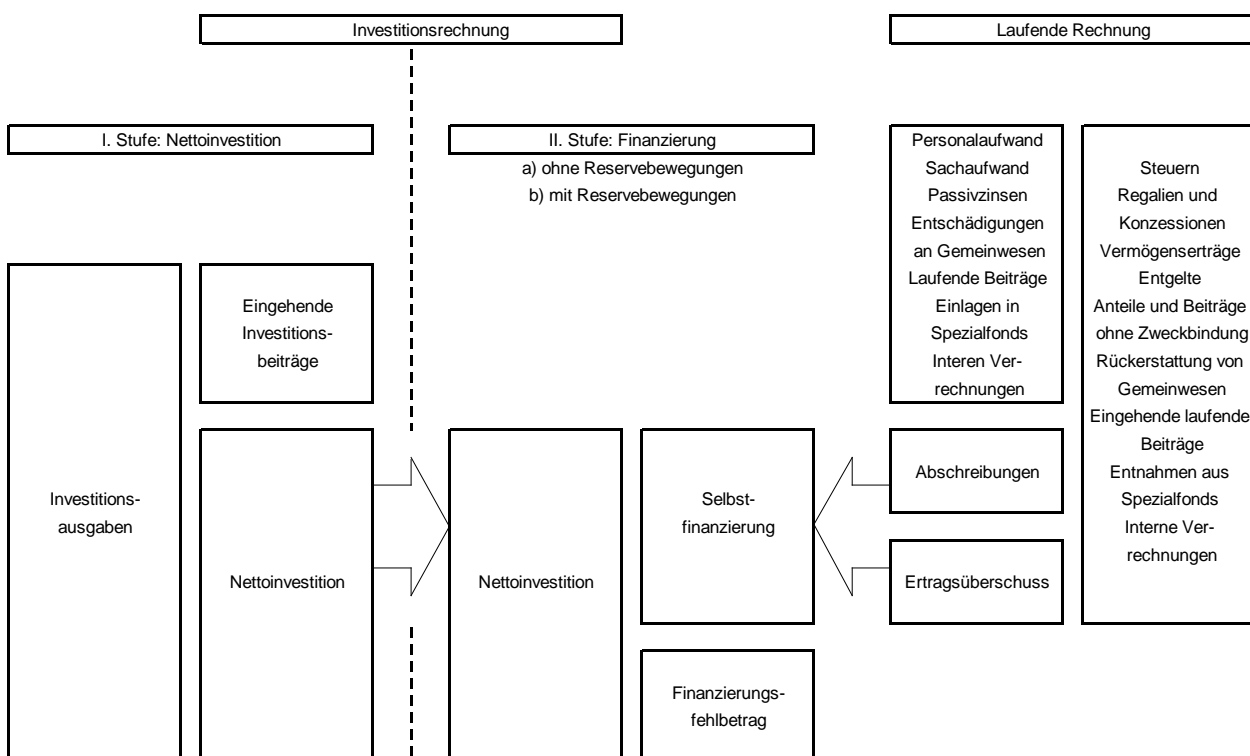 Investitionsrechnung
Laufende Rechnung
I. Stufe: Nettoinvestition
II. Stufe: Finanzierung
a) ohne Reservebewegungen
b) mit Reservebewegungen
Investitions-
ausgaben
Eingehende
Investitions-
beiträge
Nettoinvestition
Nettoinvestition
Selbst-
finanzierung
Finanzierungs-
fehlbetrag
Personalaufwand
Sachaufwand
Passivzinsen
Entschädigungen
an Gemeinwesen
Laufende Beiträge
Einlagen in
Spezialfonds
Interen Ver-
rechnungen
Abschreibungen
Ertragsüberschuss
Steuern
Regalien und
Konzessionen
Vermögenserträge
Entgelte
Anteile und Beiträge
ohne Zweckbindung
Rückerstattung von
Gemeinwesen
Eingehende laufende
Beiträge
Entnahmen aus
Spezialfonds
Interne Ver-
rechnungen